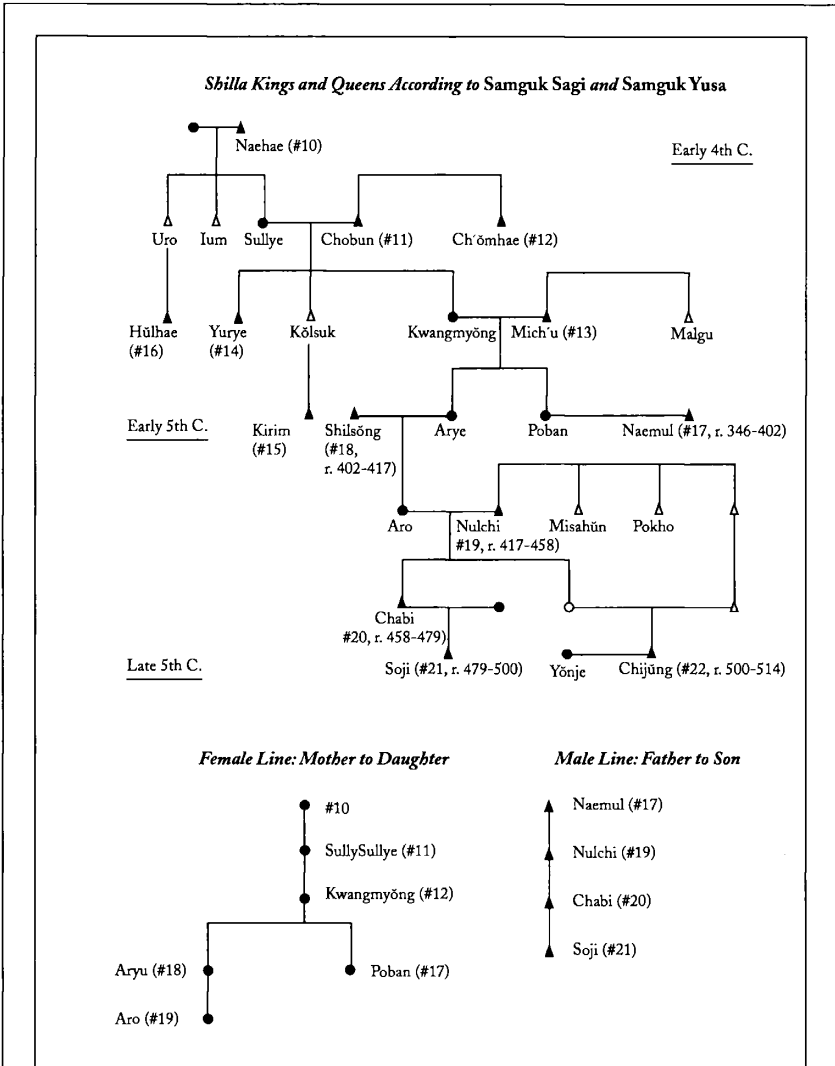 Shilla Kings and Queens According to Samguk Sagi and Samguk Yusa
Naehae (#10)
Early 4th C.
Uro
Ium
Sullye
Chobun (#11)
Ch´ŏmhae (#12)
Hŭlhae
(#16)
Yurye
(#14)
Kŏlsuk
Kwangmyŏng
Mich´u (#13)
Malgu
Early 5th C.
Kirim
(#15)
Shilsŏng
(#18,
r. 402-417)
Arye
Poban
Naemul (#17, r. 346-402)
Aro
Nulchi
#19, r. 417-458)
Misahŭn
Pokho
Chabi
#20, r. 458-479)
Late 5th C.
Soji (#21, r. 479-500)
Yŏnje
Chijŭng (#22, r. 500-514)
Female Line: Mother to Daughter
#10
SullySullye (#11)
Kwangmyŏng (#12)
Aryu (#18)
Poban (#17)
Aro (#19)
Male Line: Father to Son
Naemul (#17)
Nulchi (#19)
Chabi (#20)
Soji (#21)